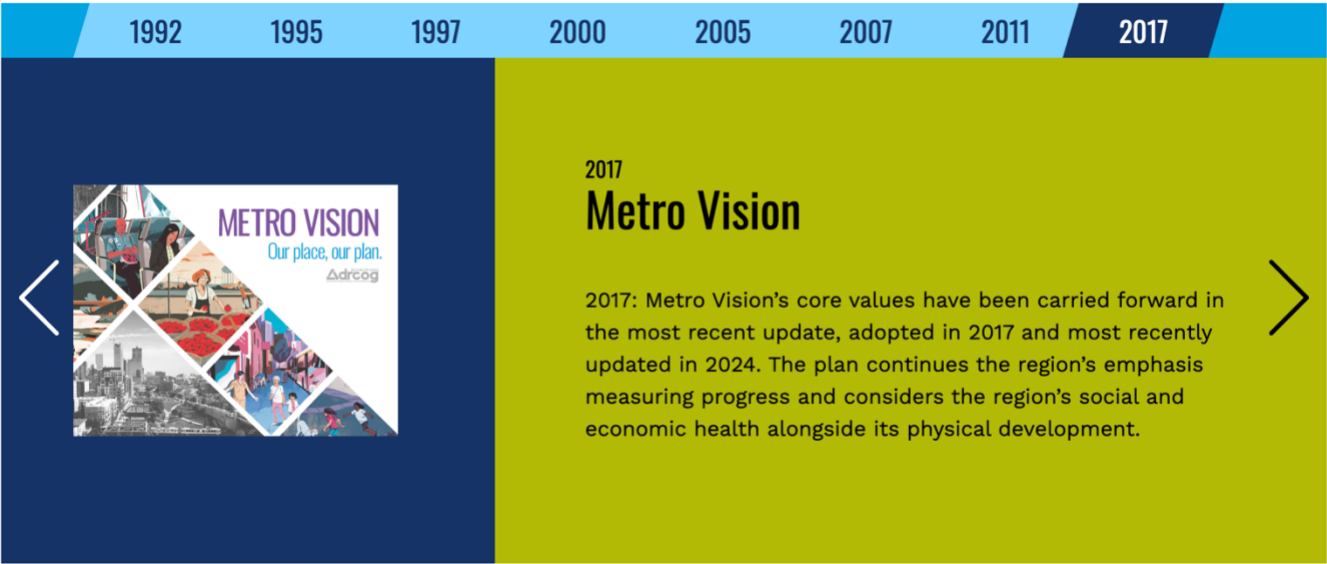 1992 1995 1997 2000 2005 2007 2011 2017
METRO VISION
Our place, our plan.
drcog
2017
Metro Vision
2017: Metro Vision’s core values have been carried forward in
the most recent update, adopted in 2017 and most recently
updated in 2024. The plan continues the region’s emphasis
measuring progress and considers the region’s social and
economic health alongside its physical development.